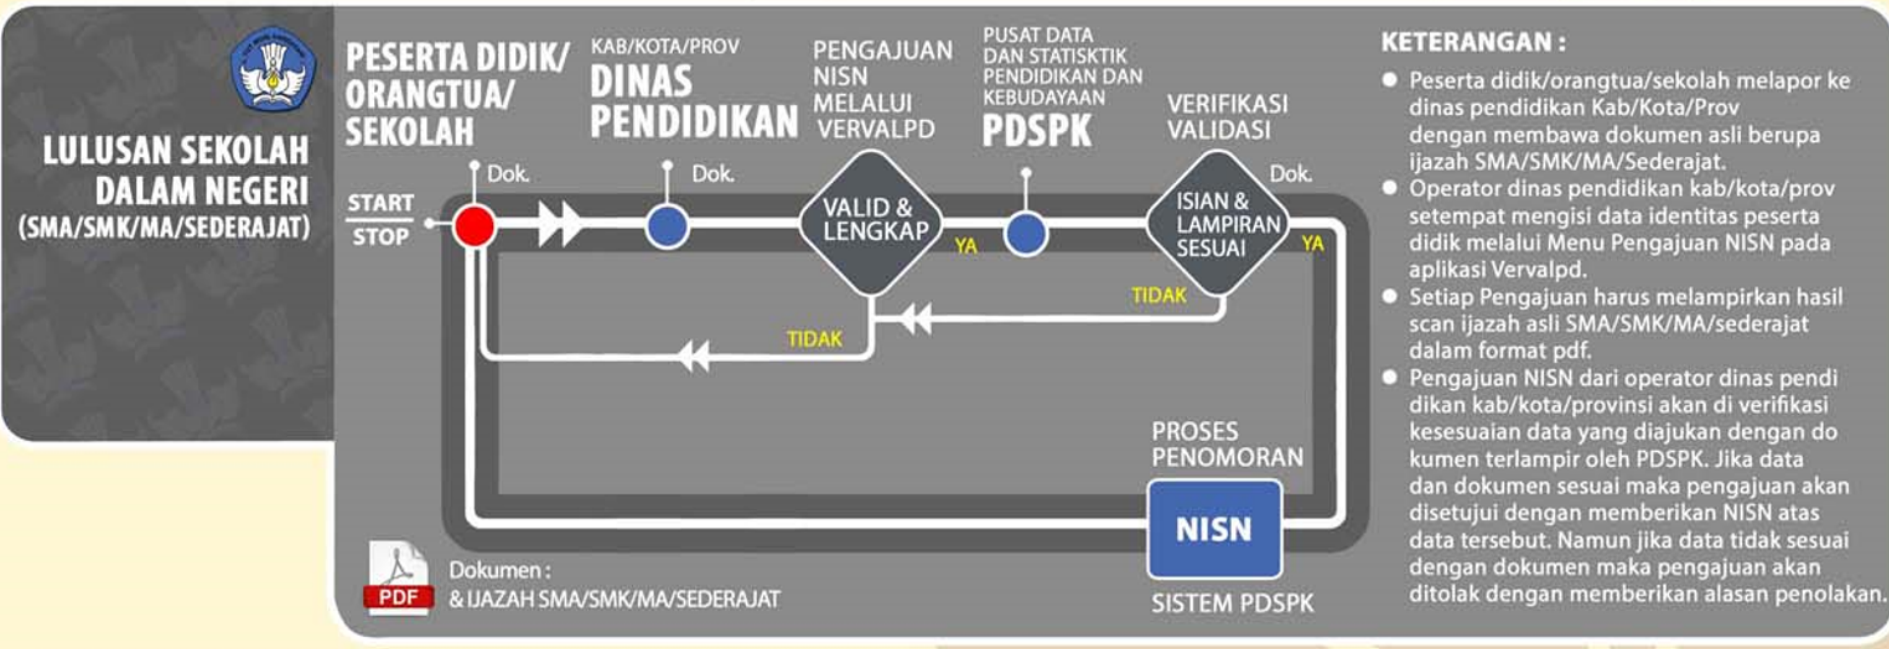 LULUSAN SEKOLAH
DALAM NEGERI
(SMA/SMK/MA/SEDERAJAT)
PESERTA DIDIK/
ORANGTUA/
SEKOLAH
KAB/KOTA/PROV
DINAS
PENDIDIKAN
PENGAJUAN
NISN
MELALUI
VERVALPD
PUSAT DATA
DAN STATISKTIK
PENDIDIKAN DAN
KEBUDAYAAN
PDSPK
VERIFIKASI
VALIDASI
Dok.
Dok.
Dok.
START
STOP
VALID &
LENGKAP
YA
ISIAN &
LAMPIRAN
SESUAI
YA
TIDAK
TIDAK
PROSES
PENOMORAN
NISN
SISTEM PDSPK
PDF
Dokumen :
& IJAZAH SMA/SMK/MA/SEDERAJAT
KETERANGAN :
Peserta didik/orangtua/sekolah melapor ke
dinas pendidikan Kab/Kota/Prov
dengan membawa dokumen asli berupa
ijazah SMA/SMK/MA/Sederajat.
Operator dinas pendidikan kab/kota/prov
setempat mengisi data identitas peserta
didik melalui Menu Pengajuan NISN pada
aplikasi Vervalpd.
Setiap Pengajuan harus melampirkan hasil
scan ijazah asli SMA/SMK/MA/sederajat
dalam format pdf.
Pengajuan NISN dari operator dinas pendi
dikan kab/kota/provinsi akan di verifikasi
kesesuaian data yang diajukan dengan do
kumen terlampir oleh PDSPK. Jika data
dan dokumen sesuai maka pengajuan akan
disetujui dengan memberikan NISN atas
data tersebut. Namun jika data tidak sesuai
dengan dokumen maka pengajuan akan
ditolak dengan memberikan alasan penolakan.